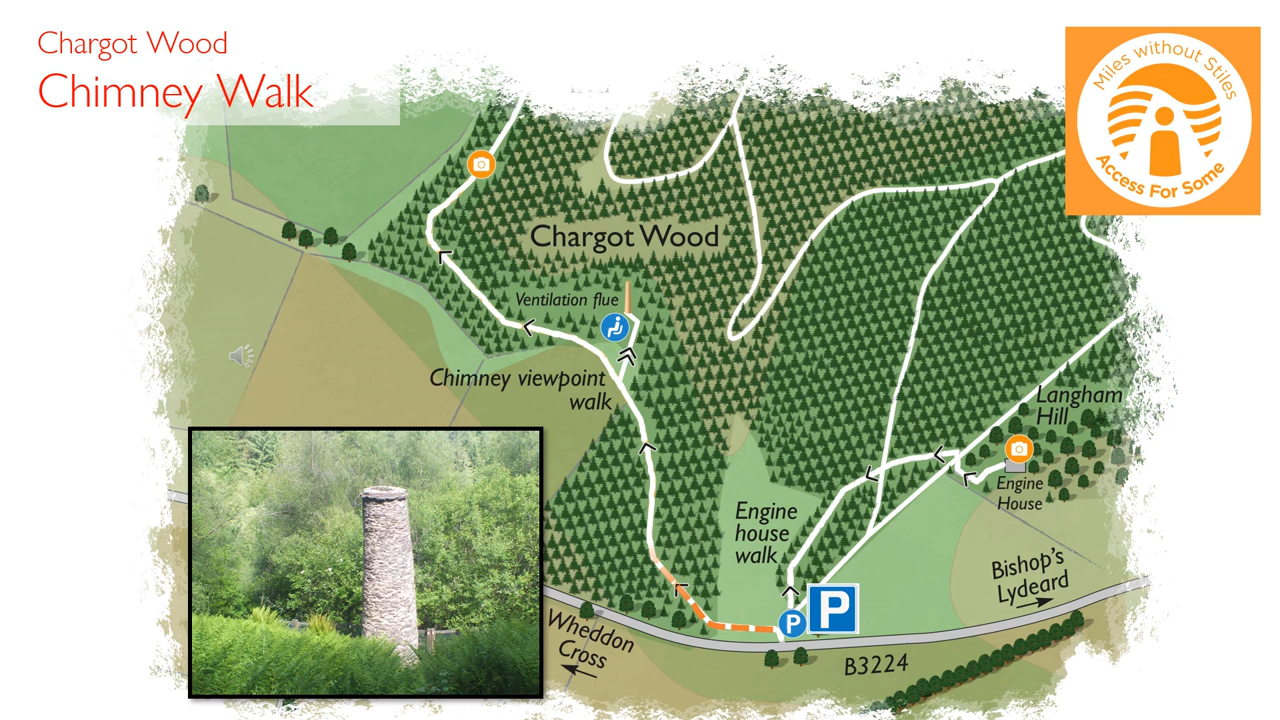 Chargot Wood
Chimney Walk
Miles without Stiles
Access For Some
Chargot Wood
Ventilation flue
Chimney viewpoint
walk
Langham
Hill
Engine
House
Engine
house
walk
Bishop's
Lydeard
P
P
Wheddon
Cross
B3224